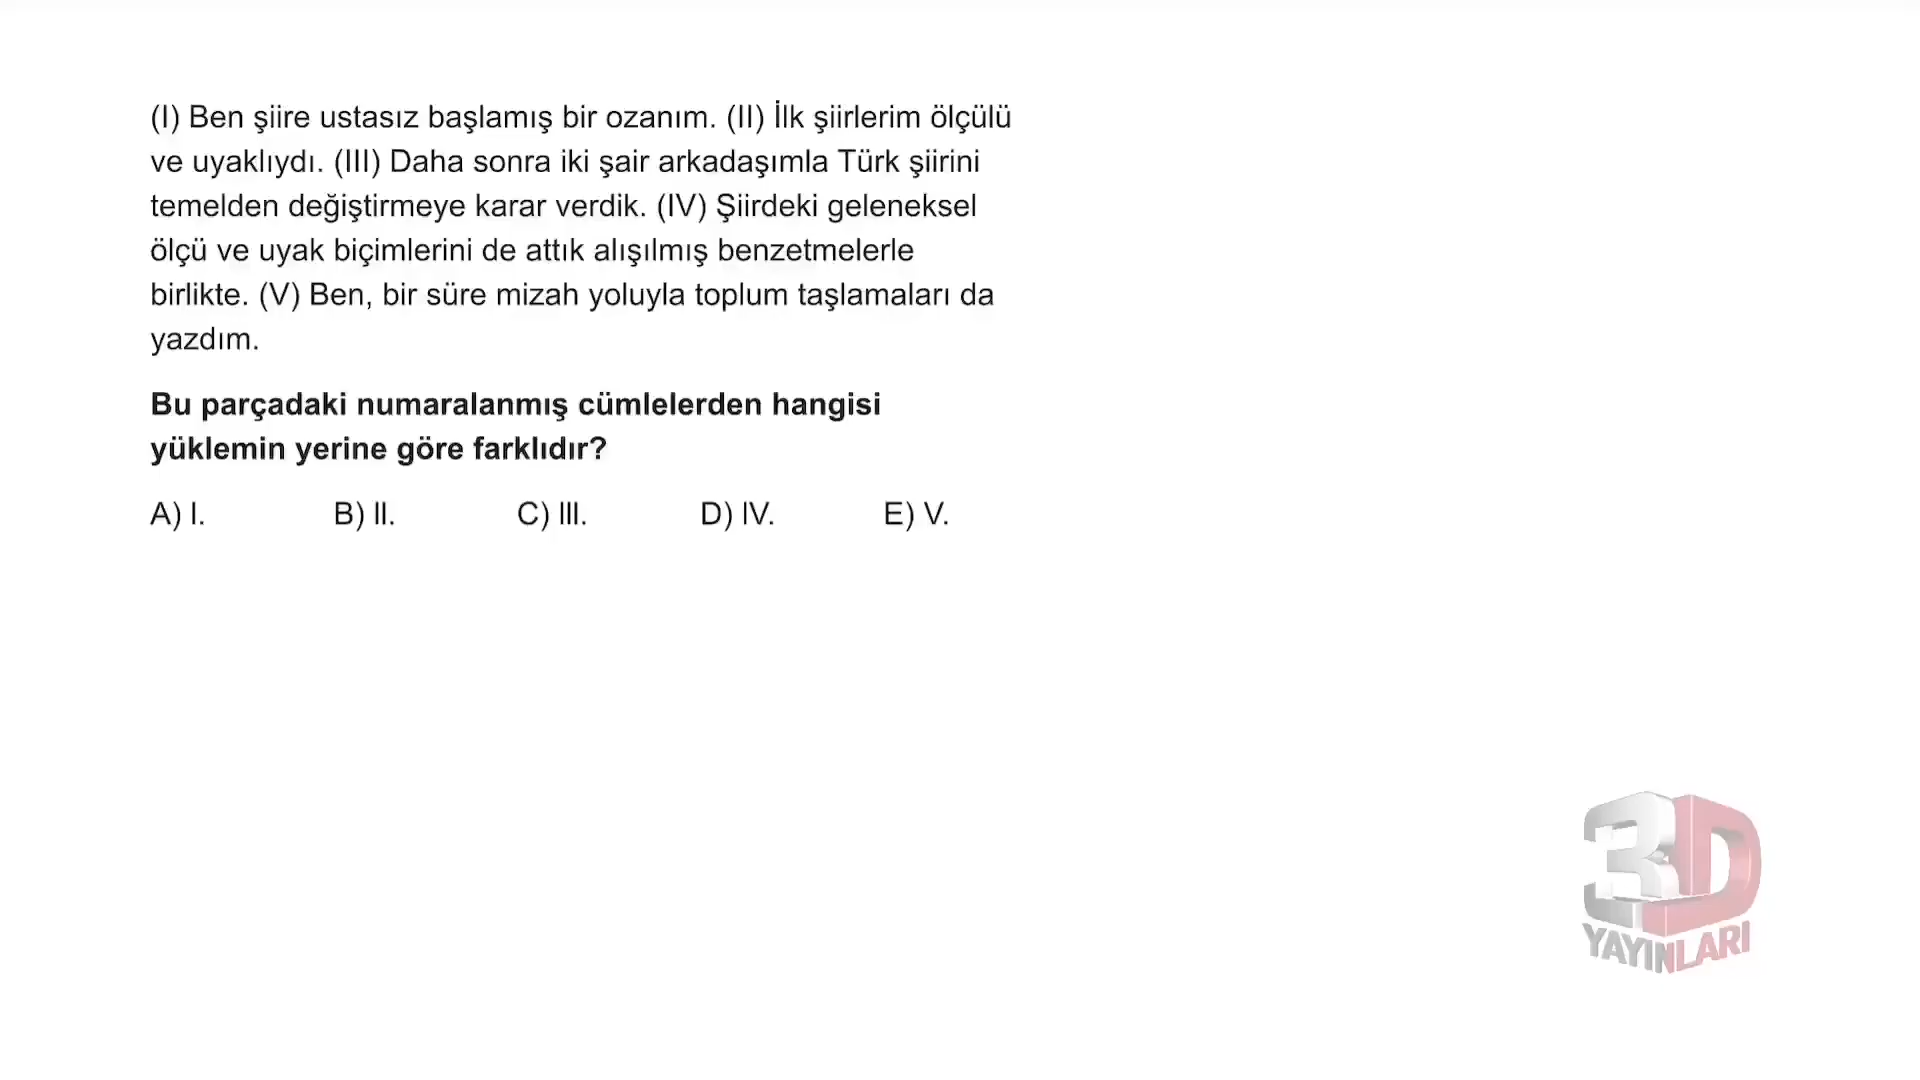 (I) Ben şiire ustasız başlamış bir ozanım. (II) İlk şiirlerim ölçülü
ve uyaklıydı. (III) Daha sonra iki şair arkadaşımla Türk şiirini
temelden değiştirmeye karar verdik. (IV) Şiirdeki geleneksel
ölçü ve uyak biçimlerini de attık alışılmış benzetmelerle
birlikte. (V) Ben, bir süre mizah yoluyla toplum taşlamaları da
yazdım.
Bu parçadaki numaralanmış cümlelerden hangisi
yüklemin yerine göre farklıdır?
A) I. B) II. C) III. D) IV. E) V.
3D
YAYINLARI